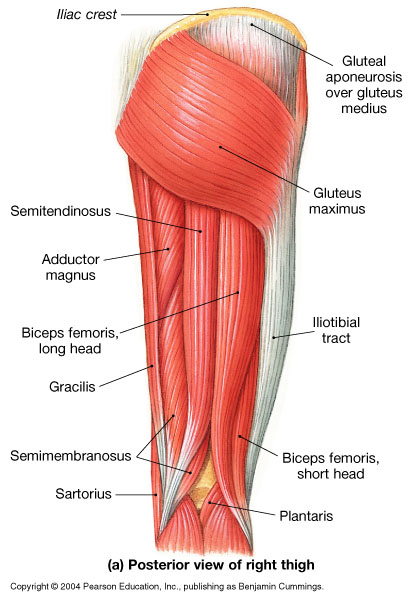 Iliac crest
Gluteal
aponeurosis
over gluteus
medius
Gluteus
maximus
Semitendinosus
Adductor
magnus
Iliotibial
tract
Biceps femoris,
long head
Gracilis
Semimembranosus
Biceps femoris,
short head
Sartorius
Plantaris
(a) Posterior view of right thigh
Copyright © 2004 Pearson Education, Inc., publishing as Benjamin Cummings.